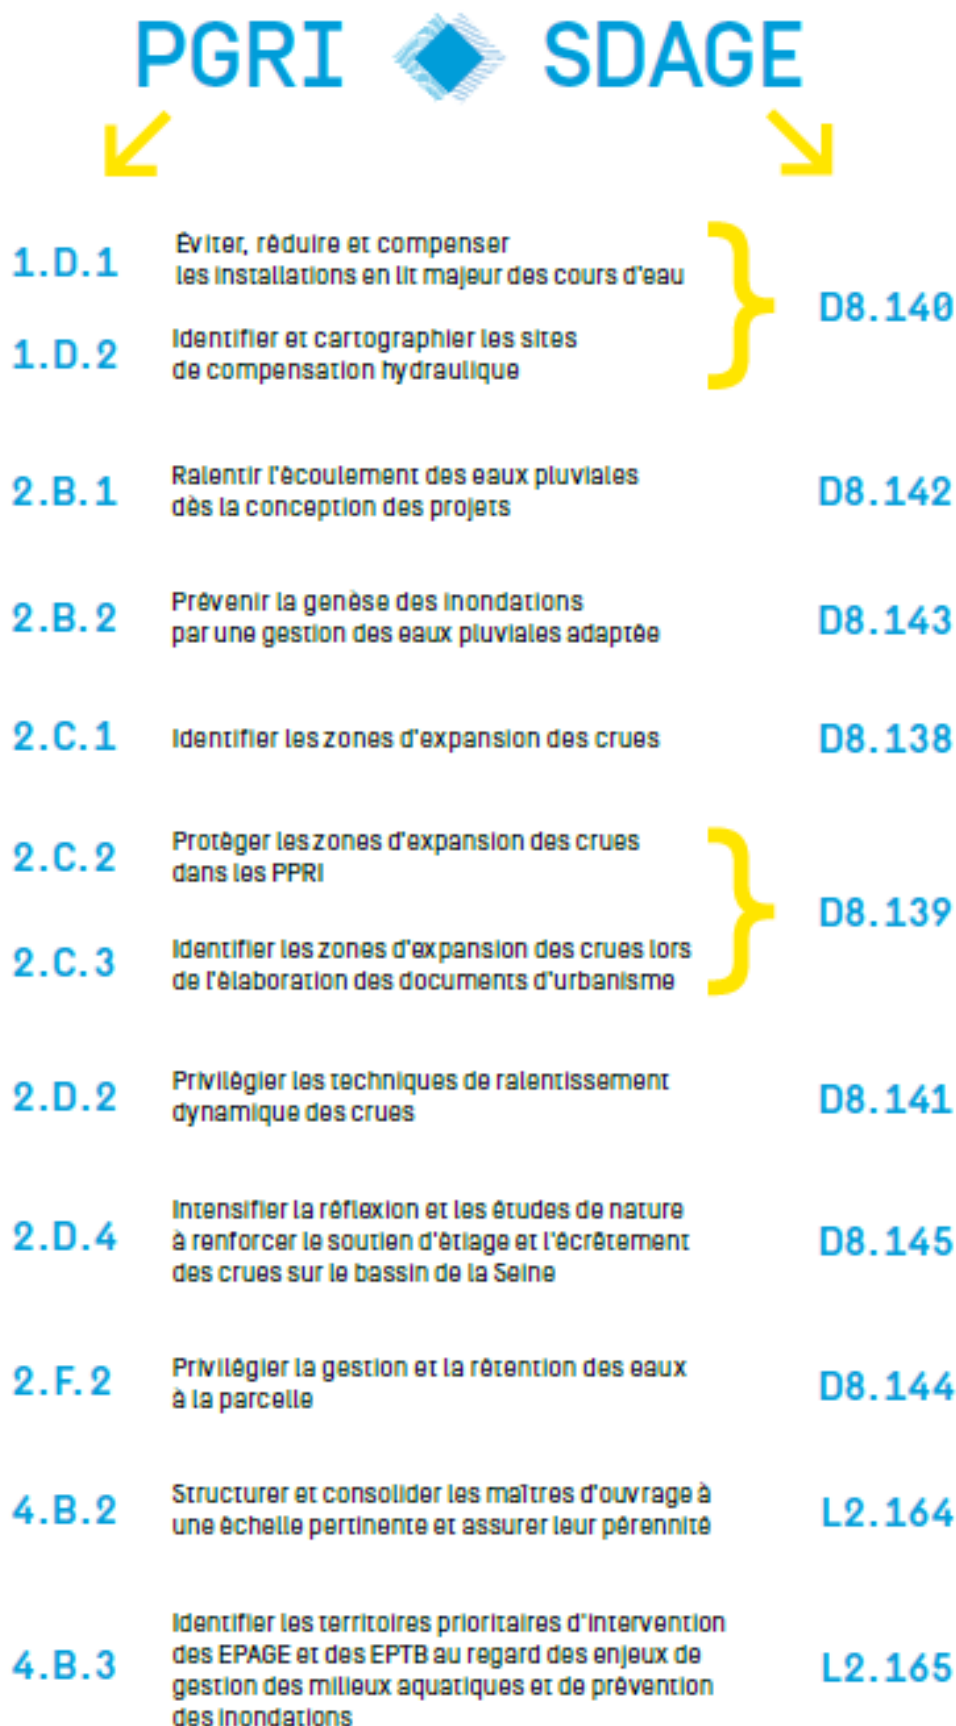 PGRI SDAGE
1.D.1
Éviter, réduire et compenser
les installations en lit majeur des cours d'eau
1.D.2
Identifier et cartographier les sites
de compensation hydraulique
D8.140
2.B.1
Ralentir l'écoulement des eaux pluviales
dès la conception des projets
D8.142
2.B.2
Prévenir la genèse des inondations
par une gestion des eaux pluviales adaptée
D8.143
2.C.1
Identifier les zones d'expansion des crues
D8.138
2.C.2
Protéger les zones d'expansion des crues
dans les PPRI
2.C.3
Identifier les zones d'expansion des crues lors
de l'élaboration des documents d'urbanisme
D8.139
2.D.2
Privilégier les techniques de ralentissement
dynamique des crues
D8.141
2.D.4
Intensifier la réflexion et les études de nature
à renforcer le soutien d'étiage et l'écrêtement
des crues sur le bassin de la Seine
D8.145
2.F.2
Privilégier la gestion et la rétention des eaux
à la parcelle
D8.144
4.B.2
Structurer et consolider les maîtres d'ouvrage à
une échelle pertinente et assurer leur pérennité
L2.164
4.B.3
Identifier les territoires prioritaires d'intervention
des EPAGE et des EPTB au regard des enjeux de
gestion des milieux aquatiques et de prévention
des inondations
L2.165